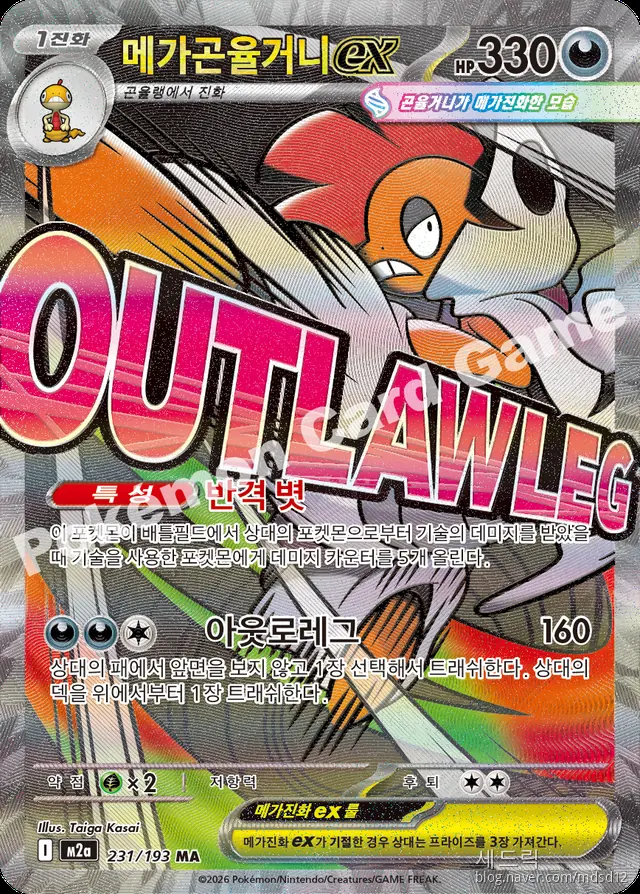 1진화
메가곤율거니ex
HP330
곤율랭에서 진화
곤율거니가 메가진화한 모습
OUTLAW LEG
Pokémon Card Game
특성 반격 볏
이 포켓몬이 배틀필드에서 상대의 포켓몬으로부터 기술의 데미지를 받았을
때 기술을 사용한 포켓몬에게 데미지 카운터를 5개 올린다.
아웃로레그 160
상대의 패에서 앞면을 보지 않고 1장 선택해서 트래쉬한다. 상대의
덱을 위에서부터 1장 트래쉬한다.
약점 ×2 저항력 후퇴
메가진화 ex 룰
메가진화 ex가 기절한 경우 상대는 프라이즈를 3장 가져간다.
Illus. Taiga Kasai
I m2a 231/193 MA
©2026 Pokémon/Nintendo/Creatures/GAME FREAK.
세드릭
blog.naver.com/mdsd12